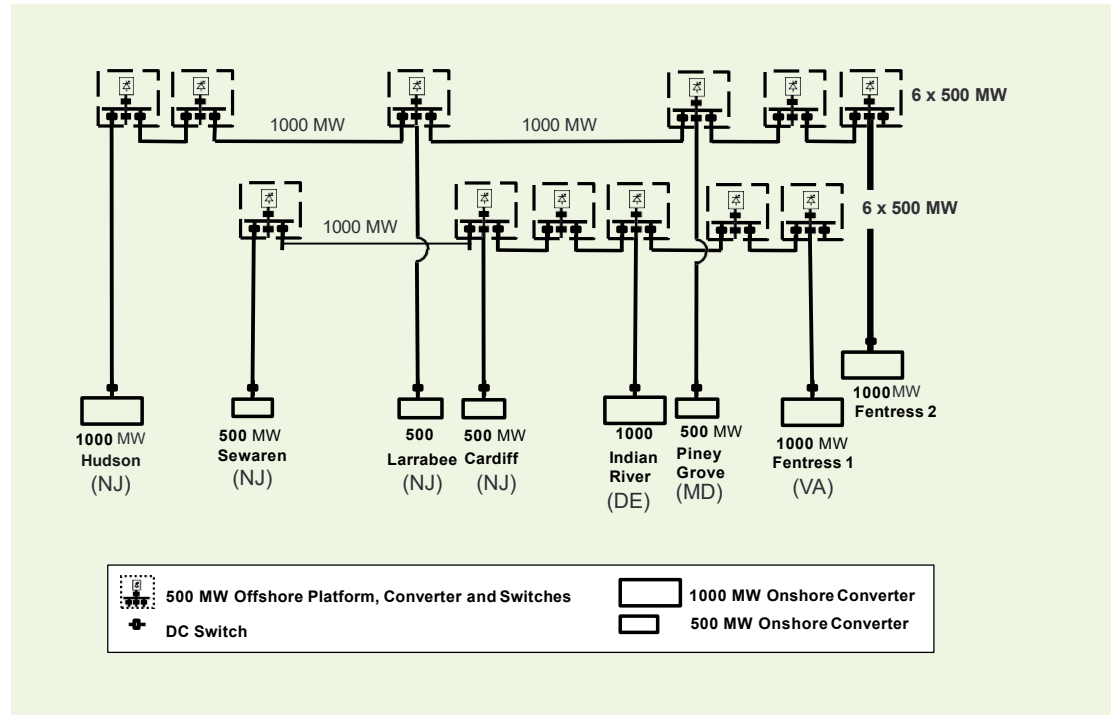 6 x 500 MW
1000 MW
1000 MW
6 x 500 MW
1000 MW
1000 MW
Hudson
(NJ)
500 MW
Sewaren
(NJ)
500
Larrabee
(NJ)
500 MW
Cardiff
(NJ)
1000
Indian
River
(DE)
500 MW
Piney
Grove
(MD)
1000 MW
Fentress 1
(VA)
1000 MW
Fentress 2
500 MW Offshore Platform, Converter and Switches
DC Switch
1000 MW Onshore Converter
500 MW Onshore Converter